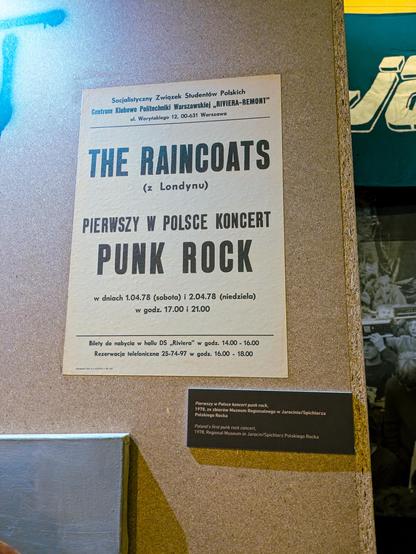 Socjalistyczny Związek Studentów Polskich
Centrum Klubowe Politechniki Warszawskiej „RIVIERA-REMONT”
ul. Waryńskiego 12, 00-631 Warszawa
THE RAINCOATS
(z Londynu)
PIERWSZY W POLSCE KONCERT
PUNK ROCK
w dniach 1.04.78 (sobota) i 2.04.78 (niedziela)
w godz. 17.00 i 21.00
Bilety do nabycia w hallu DS „Riviera” w godz. 14.00 - 16.00
Rezerwacja telefoniczna 25-74-97 w godz. 16.00 - 18.00
Pierwszy w Polsce koncert punk rock,
1978, ze zbiorów Muzeum Regionalnego w Jarocinie/Spichlerza
Polskiego Rocka
Poland's first punk rock concert,
1978, Regional Museum in Jarocin/Spichlerz Polskiego Rocka